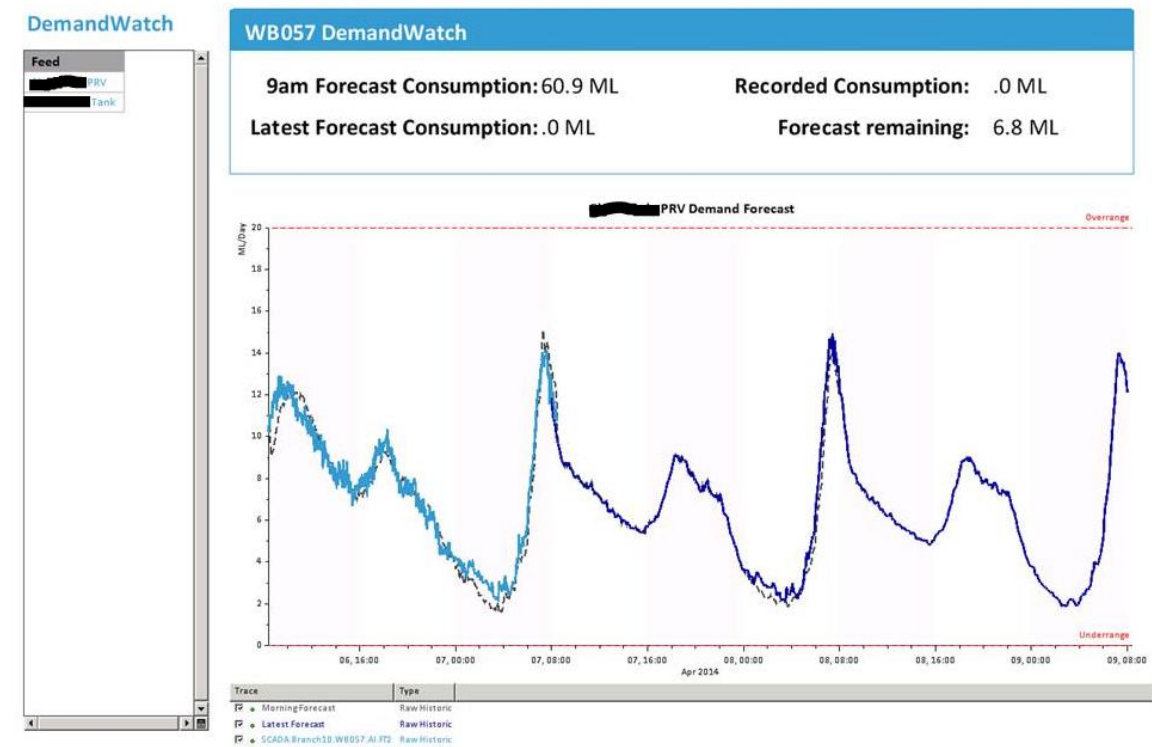 DemandWatch
WB057 DemandWatch
Feed
PRV
Tank
9am Forecast Consumption: 60.9 ML
Recorded Consumption: .0 ML
Latest Forecast Consumption: .0 ML
Forecast remaining: 6.8 ML
PRV Demand Forecast
Overrange
ML/Day
20
18
16
14
12
10
8
6
4
2
0
Underrange
06, 16:00 07, 00:00 07, 08:00 07, 16:00 08, 00:00 08, 08:00 08, 16:00 09, 00:00 09, 08:00
Apr 2014
Trace Type
Morning Forecast Raw Historic
Latest Forecast Raw Historic
SCADA.Branch10.WB057.AI.FT2 Raw Historic